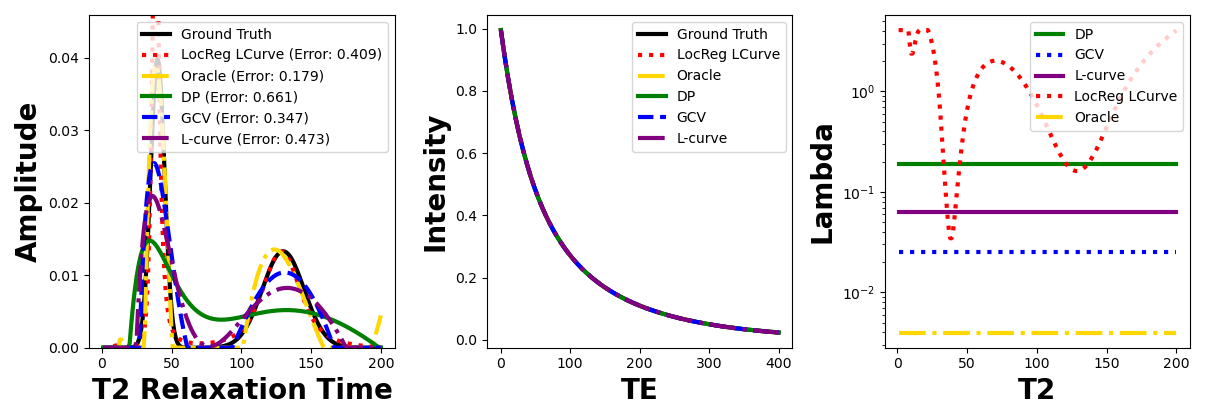 Amplitude
0.04
0.03
0.02
0.01
0.00
0
50
100
150
200
T2 Relaxation Time
Ground Truth
LocReg LCurve (Error: 0.409)
Oracle (Error: 0.179)
DP (Error: 0.661)
GCV (Error: 0.347)
L-curve (Error: 0.473)
Intensity
1.0
0.8
0.6
0.4
0.2
0.0
0
100
200
300
400
TE
Ground Truth
LocReg LCurve
Oracle
DP
GCV
L-curve
Lambda
10⁰
10⁻¹
10⁻²
0
50
100
150
200
T2
DP
GCV
L-curve
LocReg LCurve
Oracle